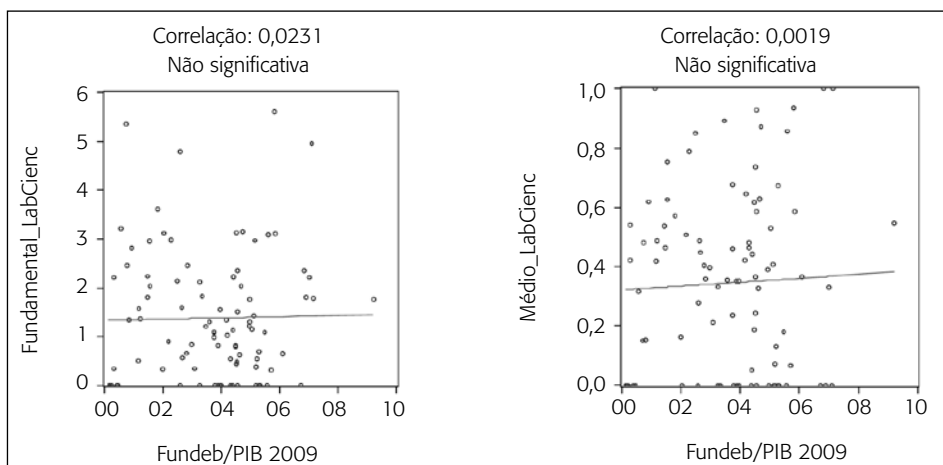 Correlação: 0,0231
Não significativa
Fundamental_LabCienc
6
5
4
3
2
1
0
00 02 04 06 08 10
Fundeb/PIB 2009
Correlação: 0,0019
Não significativa
Médio_LabCienc
1,0
0,8
0,6
0,4
0,2
0,0
00 02 04 06 08 10
Fundeb/PIB 2009